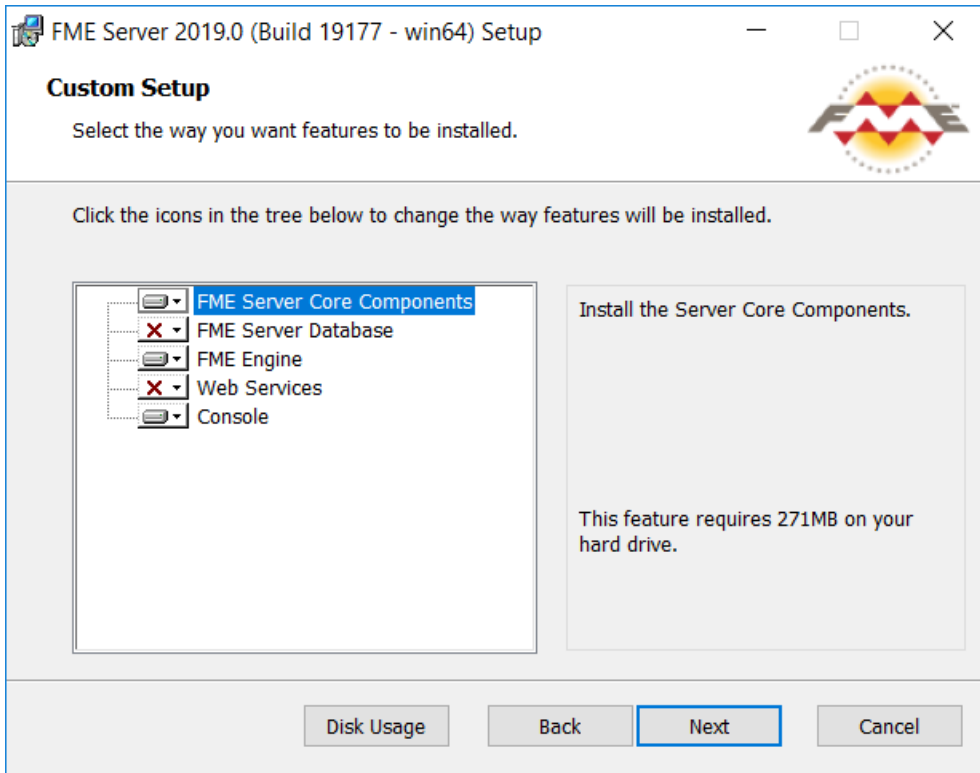 FME Server 2019.0 (Build 19177 - win64) Setup
Custom Setup
Select the way you want features to be installed.
FME
Click the icons in the tree below to change the way features will be installed.
FME Server Core Components
FME Server Database
FME Engine
Web Services
Console
Install the Server Core Components.
This feature requires 271MB on your
hard drive.
Disk Usage
Back
Next
Cancel